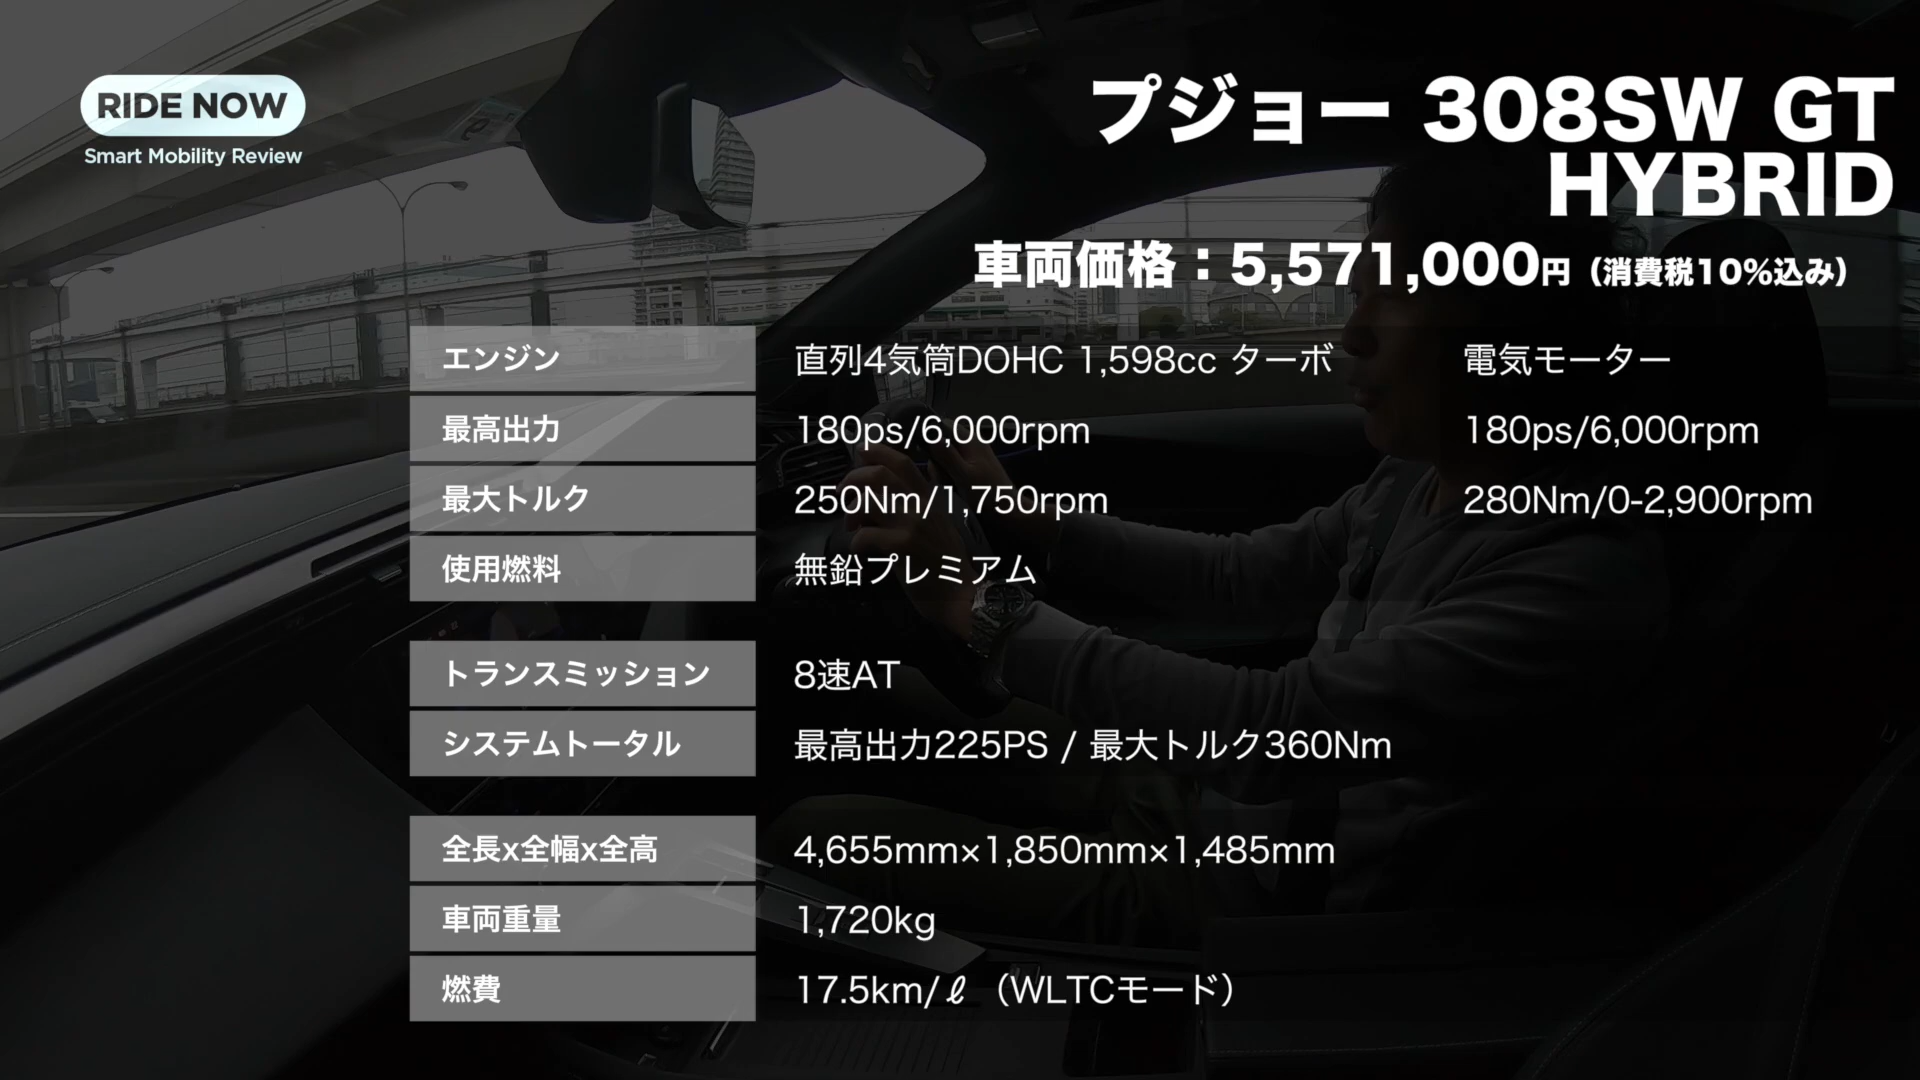 RIDE NOW
Smart Mobility Review
プジョー 308SW GT
HYBRID
車両価格：5,571,000円（消費税10%込み）
エンジン 直列4気筒DOHC 1,598cc ターボ 電気モーター
最高出力 180ps/6,000rpm 180ps/6,000rpm
最大トルク 250Nm/1,750rpm 280Nm/0-2,900rpm
使用燃料 無鉛プレミアム
トランスミッション 8速AT
システムトータル 最高出力225PS / 最大トルク360Nm
全長x全幅x全高 4,655mm×1,850mm×1,485mm
車両重量 1,720kg
燃費 17.5km/ℓ（WLTCモード）